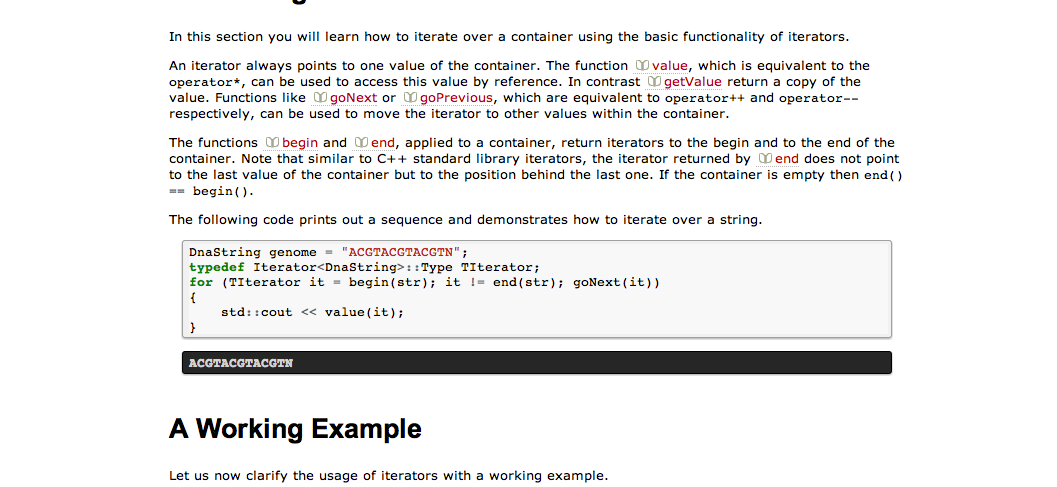 In this section you will learn how to iterate over a container using the basic functionality of iterators.
An iterator always points to one value of the container. The function value, which is equivalent to the
operator*, can be used to access this value by reference. In contrast getValue return a copy of the
value. Functions like goNext or goPrevious, which are equivalent to operator++ and operator--
respectively, can be used to move the iterator to other values within the container.
The functions begin and end, applied to a container, return iterators to the begin and to the end of the
container. Note that similar to C++ standard library iterators, the iterator returned by end does not point
to the last value of the container but to the position behind the last one. If the container is empty then end()
== begin().
The following code prints out a sequence and demonstrates how to iterate over a string.
DnaString genome = "ACGTACGTACGTN";
typedef Iterator<DnaString>::Type TIterator;
for (TIterator it = begin(str); it != end(str); goNext(it))
{
    std::cout << value(it);
}
ACGTACGTACGTN
A Working Example
Let us now clarify the usage of iterators with a working example.